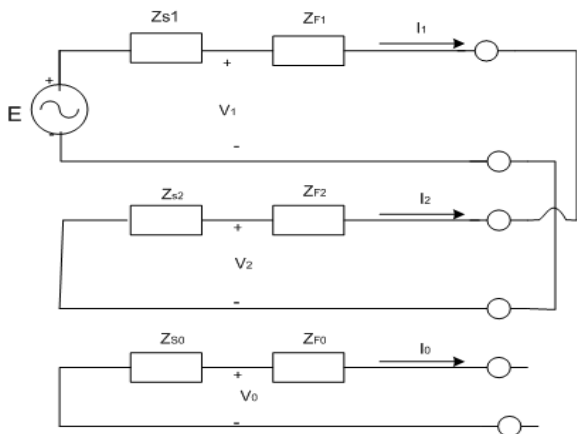 Zs1 ZF1 I1
+
+
E V1
-
-
Zs2 ZF2 I2
+
V2
-
ZS0 ZF0 I0
+
V0
-